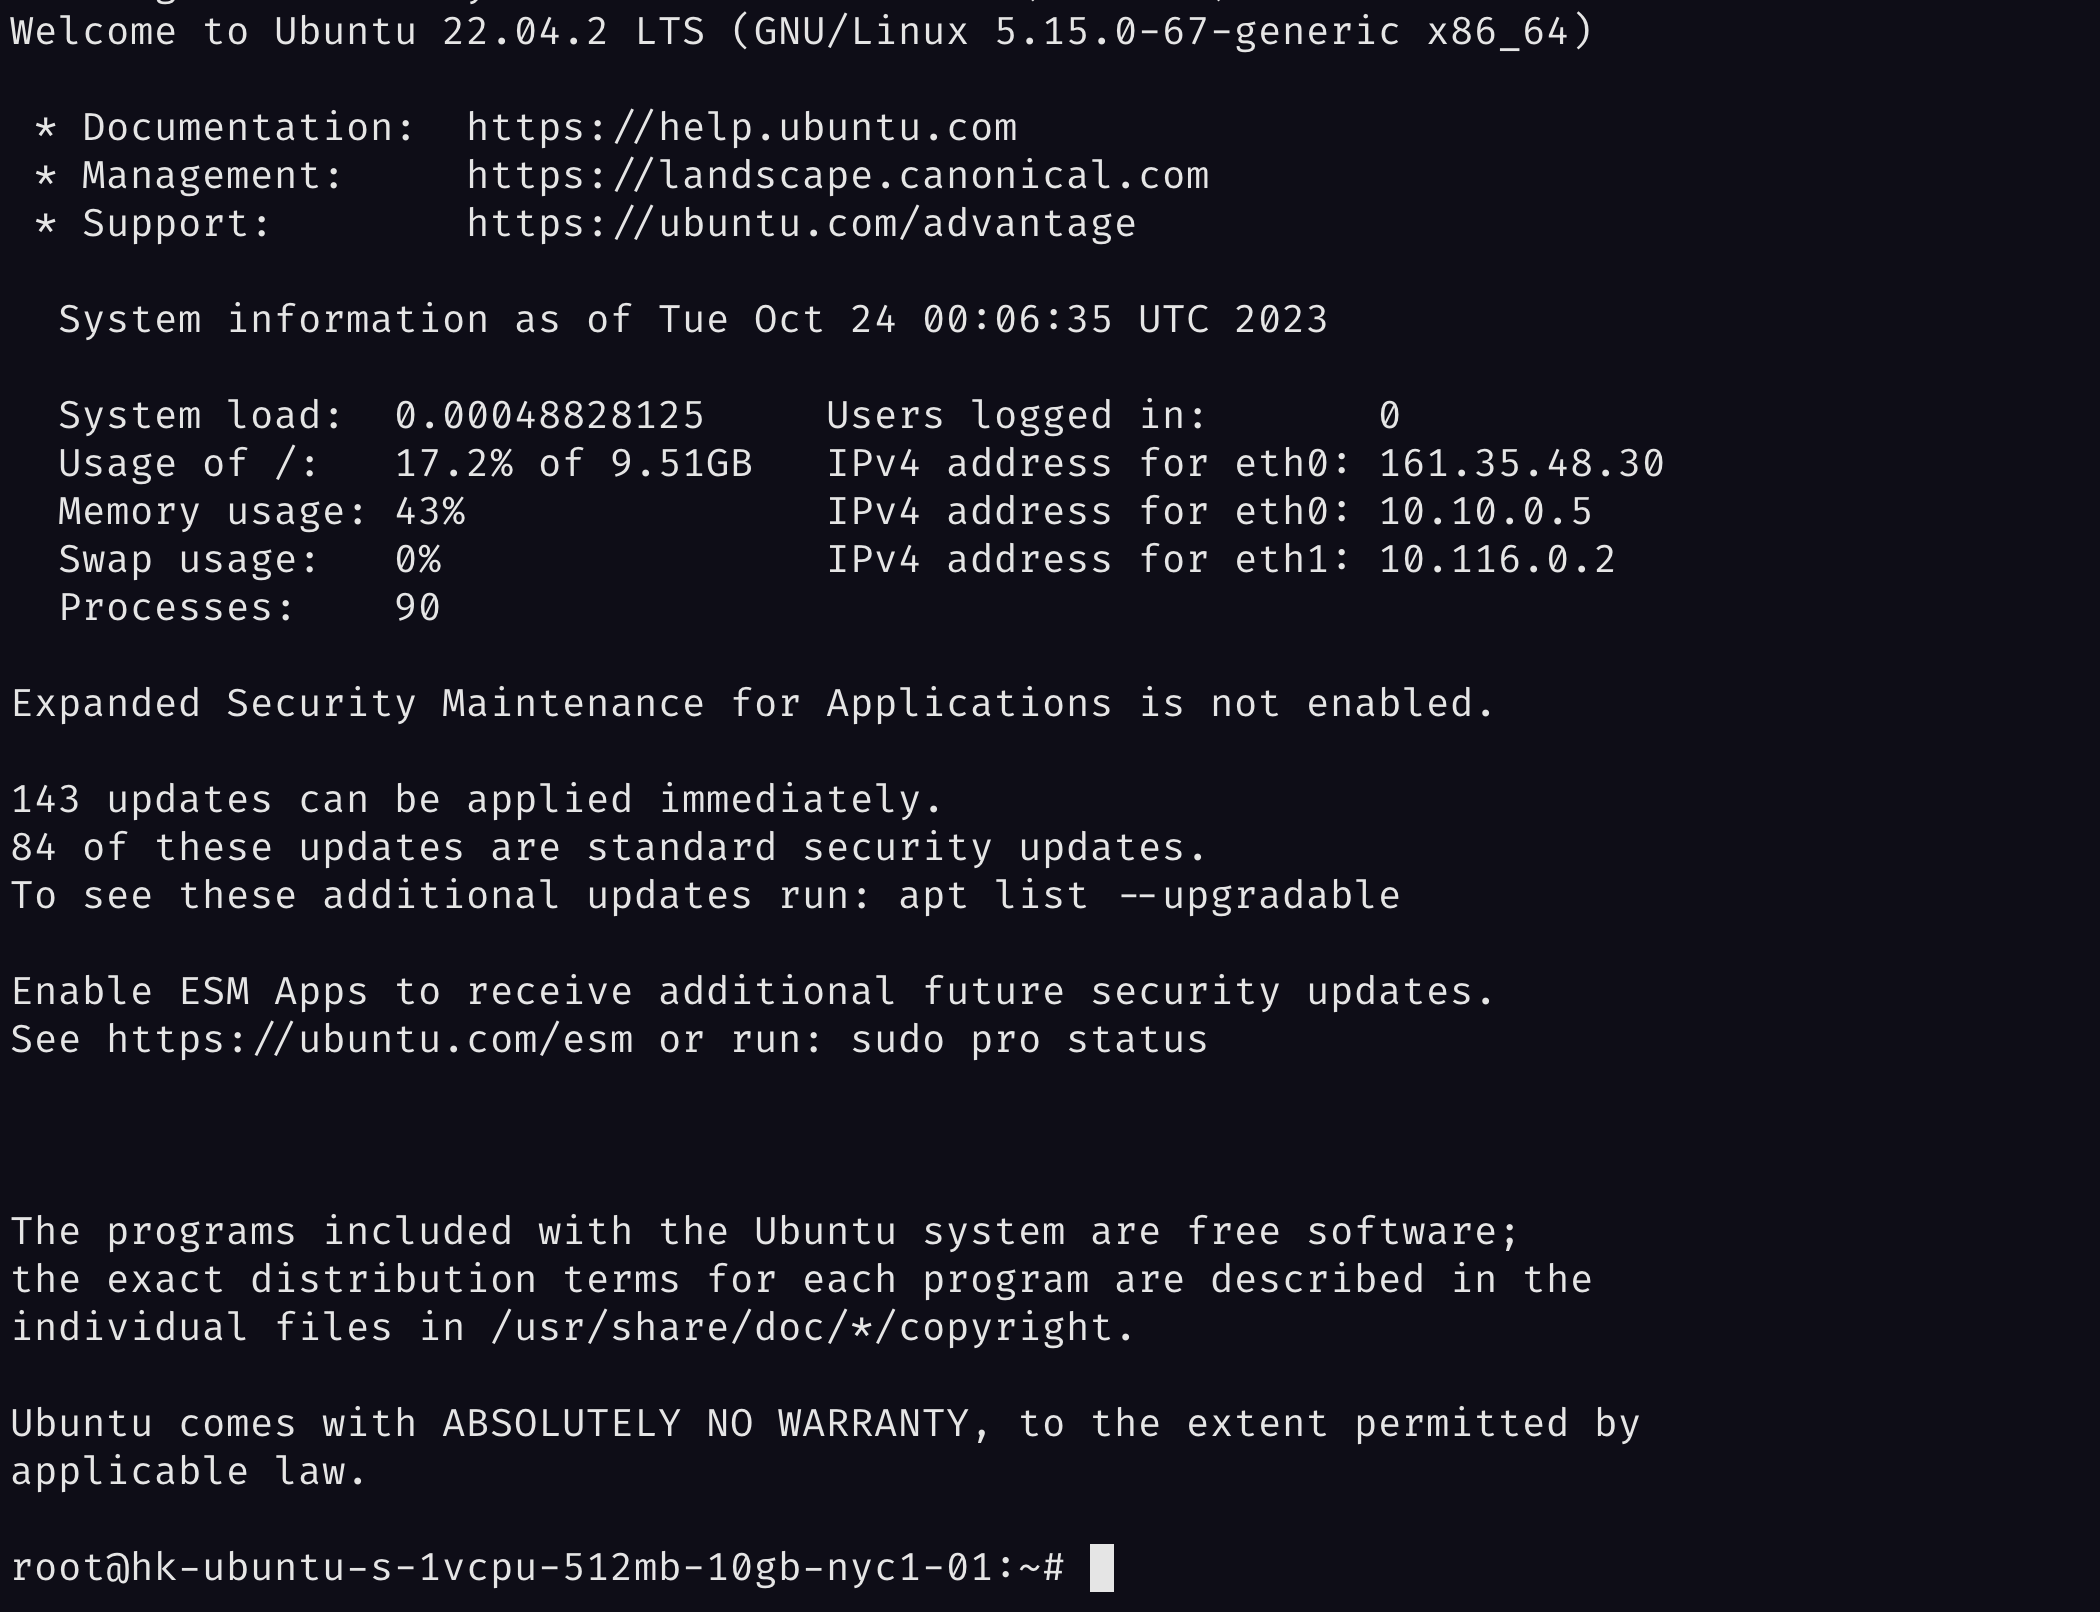 Welcome to Ubuntu 22.04.2 LTS (GNU/Linux 5.15.0-67-generic x86_64)

 * Documentation:  https://help.ubuntu.com
 * Management:     https://landscape.canonical.com
 * Support:        https://ubuntu.com/advantage

  System information as of Tue Oct 24 00:06:35 UTC 2023

  System load:  0.00048828125     Users logged in:       0
  Usage of /:   17.2% of 9.51GB   IPv4 address for eth0: 161.35.48.30
  Memory usage: 43%               IPv4 address for eth0: 10.10.0.5
  Swap usage:   0%                IPv4 address for eth1: 10.116.0.2
  Processes:    90

Expanded Security Maintenance for Applications is not enabled.

143 updates can be applied immediately.
84 of these updates are standard security updates.
To see these additional updates run: apt list --upgradable

Enable ESM Apps to receive additional future security updates.
See https://ubuntu.com/esm or run: sudo pro status

The programs included with the Ubuntu system are free software;
the exact distribution terms for each program are described in the
individual files in /usr/share/doc/*/copyright.

Ubuntu comes with ABSOLUTELY NO WARRANTY, to the extent permitted by
applicable law.

root@hk-ubuntu-s-1vcpu-512mb-10gb-nyc1-01:~#